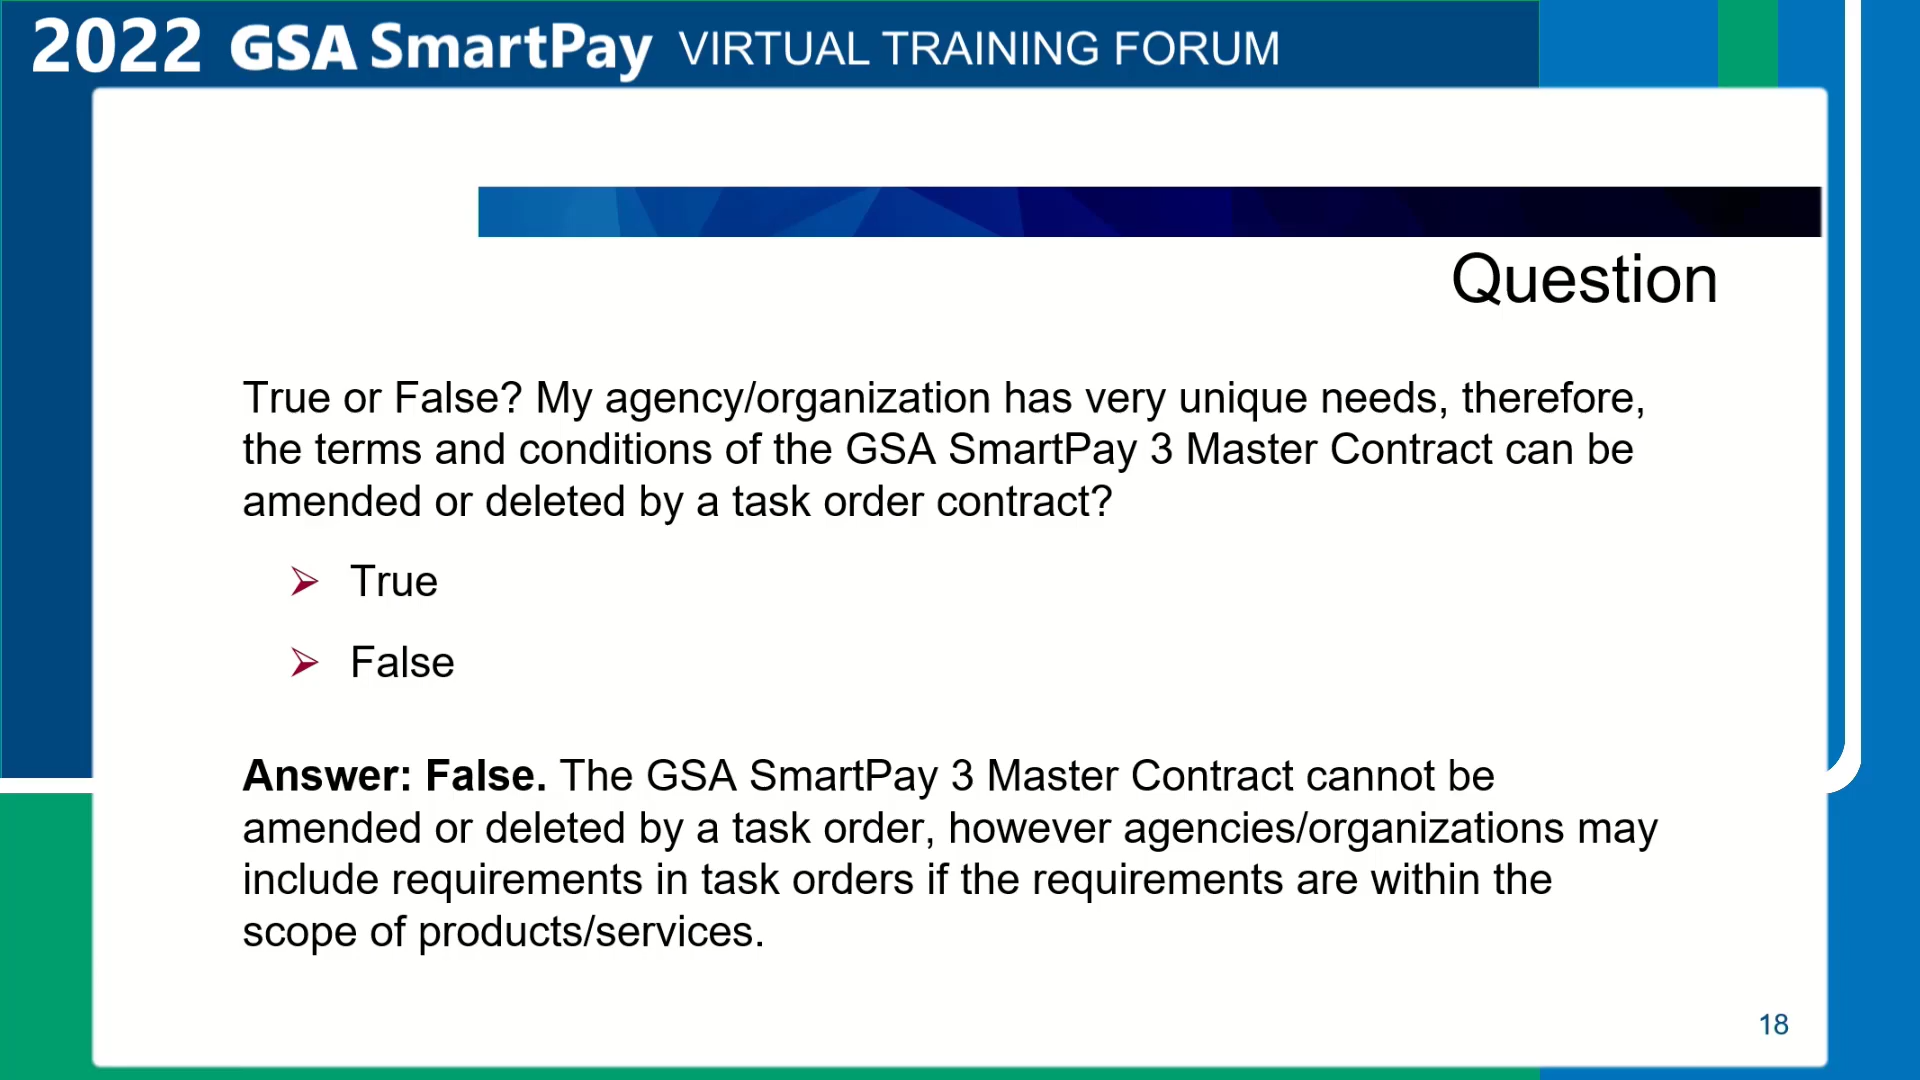 2022 GSA SmartPay VIRTUAL TRAINING FORUM
Question
True or False? My agency/organization has very unique needs, therefore,
the terms and conditions of the GSA SmartPay 3 Master Contract can be
amended or deleted by a task order contract?
➢ True
➢ False
Answer: False. The GSA SmartPay 3 Master Contract cannot be
amended or deleted by a task order, however agencies/organizations may
include requirements in task orders if the requirements are within the
scope of products/services.
18